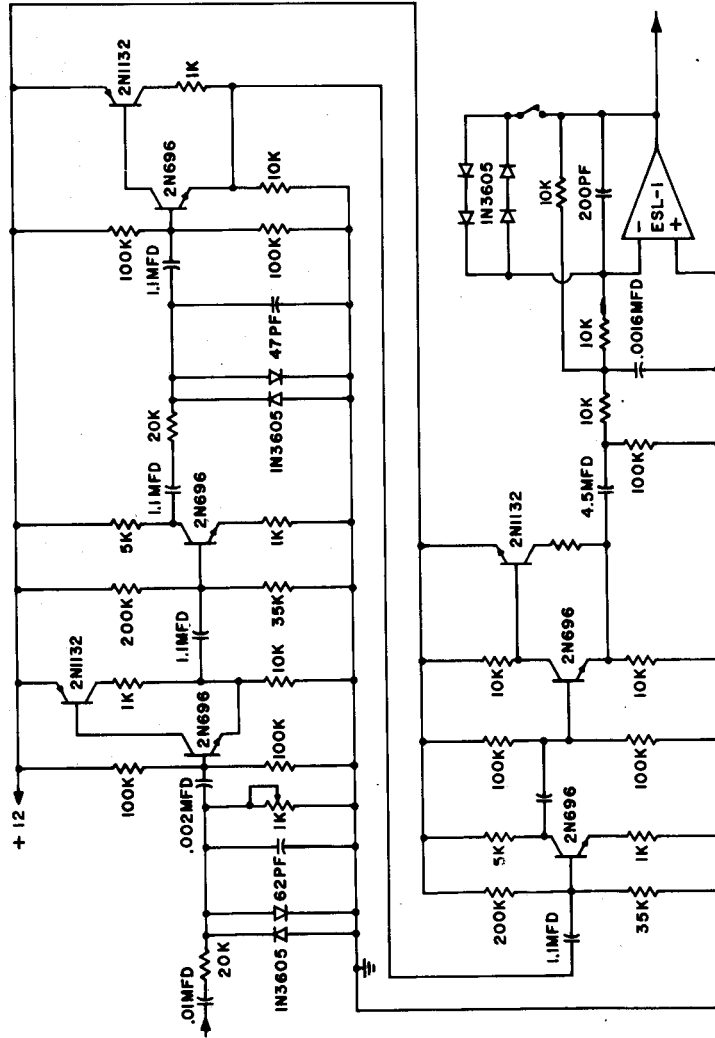 +12
.01MFD
20K
1N3605
62PF
1K
.002MFD
100K
100K
2N696
2N1132
1K
10K
1.1MFD
200K
35K
5K
2N696
1K
1.1MFD
20K
1N3605
47PF
1.1MFD
100K
100K
2N696
10K
2N1132
1K
1.1MFD
200K
35K
5K
2N696
1K
100K
100K
10K
2N696
10K
2N1132
4.5MFD
100K
10K
10K
.0016MFD
1N3605
10K
200PF
-
ESL-1
+